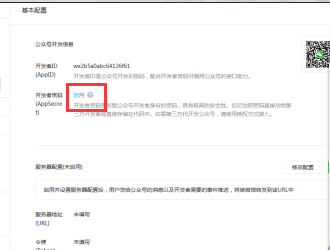 基本配置
公众号开发信息
开发者ID
(AppID)
开发者ID是公众号开发识别码，配合开发者密码可调用公众号的接口能力。
开发者密码
(AppSecre
t)
启用
开发者密码是校验公众号开发者身份的密码，具有极高的安全性。切记勿把密码直接交给第
三方开发者或直接存储在代码中。如需第三方代开发公众号，请使用授权方式接入。
服务器配置(未启用)
修改配置
启用并设置服务器配置后，用户发给公众号的消息以及开发者需要的事件推送，将被微信转发到该URL中
服务器地址
(URL)
未填写
令牌
未填写